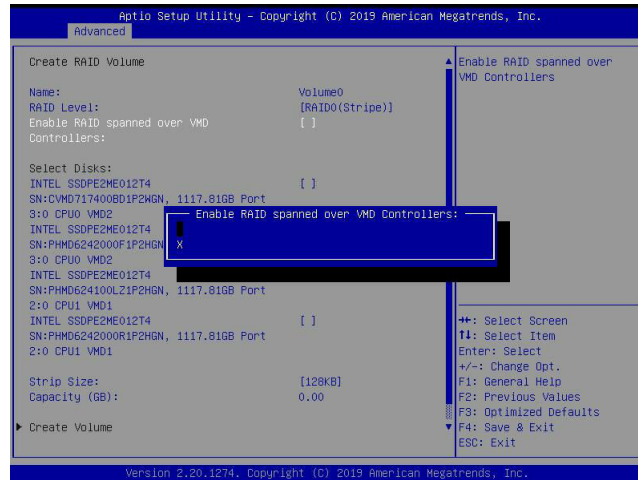 Aptio Setup Utility – Copyright (C) 2019 American Megatrends, Inc.
Advanced
Create RAID Volume
Name: Volume0
RAID Level: [RAID0(Stripe)]
Enable RAID spanned over VMD [ ]
Controllers:
Select Disks:
INTEL SSDPE2ME012T4 [ ]
SN:CVMD717400BD1P2WGN, 1117.81GB Port
3:0 CPU0 VMD2
INTEL SSDPE2ME012T4
SN:PHMD6242000F1P2HGN
3:0 CPU0 VMD2
INTEL SSDPE2ME012T4
SN:PHMD624100LZ1P2HGN, 1117.81GB Port
2:0 CPU1 VMD1
INTEL SSDPE2ME012T4 [ ]
SN:PHMD6242000R1P2HGN, 1117.81GB Port
2:0 CPU1 VMD1
Strip Size: [128KB]
Capacity (GB): 0.00
Create Volume
Enable RAID spanned over VMD Controllers:
X
Enable RAID spanned over
VMD Controllers
→←: Select Screen
↑↓: Select Item
Enter: Select
+/-: Change Opt.
F1: General Help
F2: Previous Values
F3: Optimized Defaults
F4: Save & Exit
ESC: Exit
Version 2.20.1274. Copyright (C) 2019 American Megatrends, Inc.